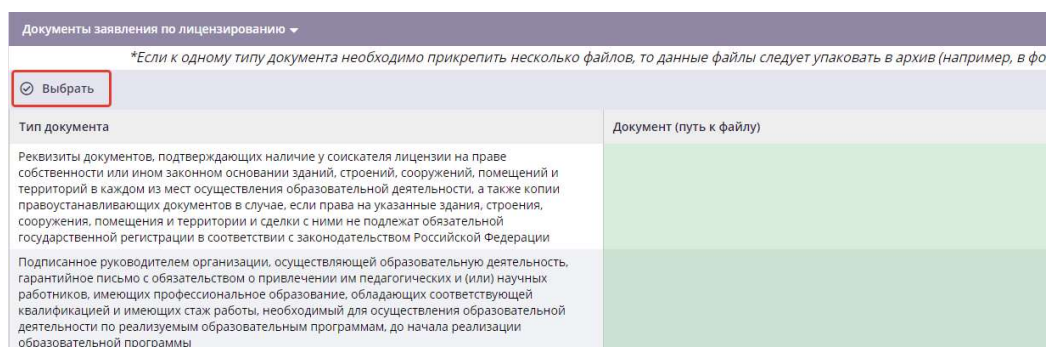 Документы заявления по лицензированию
*Если к одному типу документа необходимо прикрепить несколько файлов, то данные файлы следует упаковать в архив (например, в фо
Выбрать
Тип документа Документ (путь к файлу)
Реквизиты документов, подтверждающих наличие у соискателя лицензии на праве
собственности или ином законном основании зданий, строений, сооружений, помещений и
территорий в каждом из мест осуществления образовательной деятельности, а также копии
правоустанавливающих документов в случае, если права на указанные здания, строения,
сооружения, помещения и территории и сделки с ними не подлежат обязательной
государственной регистрации в соответствии с законодательством Российской Федерации
Подписанное руководителем организации, осуществляющей образовательную деятельность,
гарантийное письмо с обязательством о привлечении им педагогических и (или) научных
работников, имеющих профессиональное образование, обладающих соответствующей
квалификацией и имеющих стаж работы, необходимый для осуществления образовательной
деятельности по реализуемым образовательным программам, до начала реализации
образовательной программы